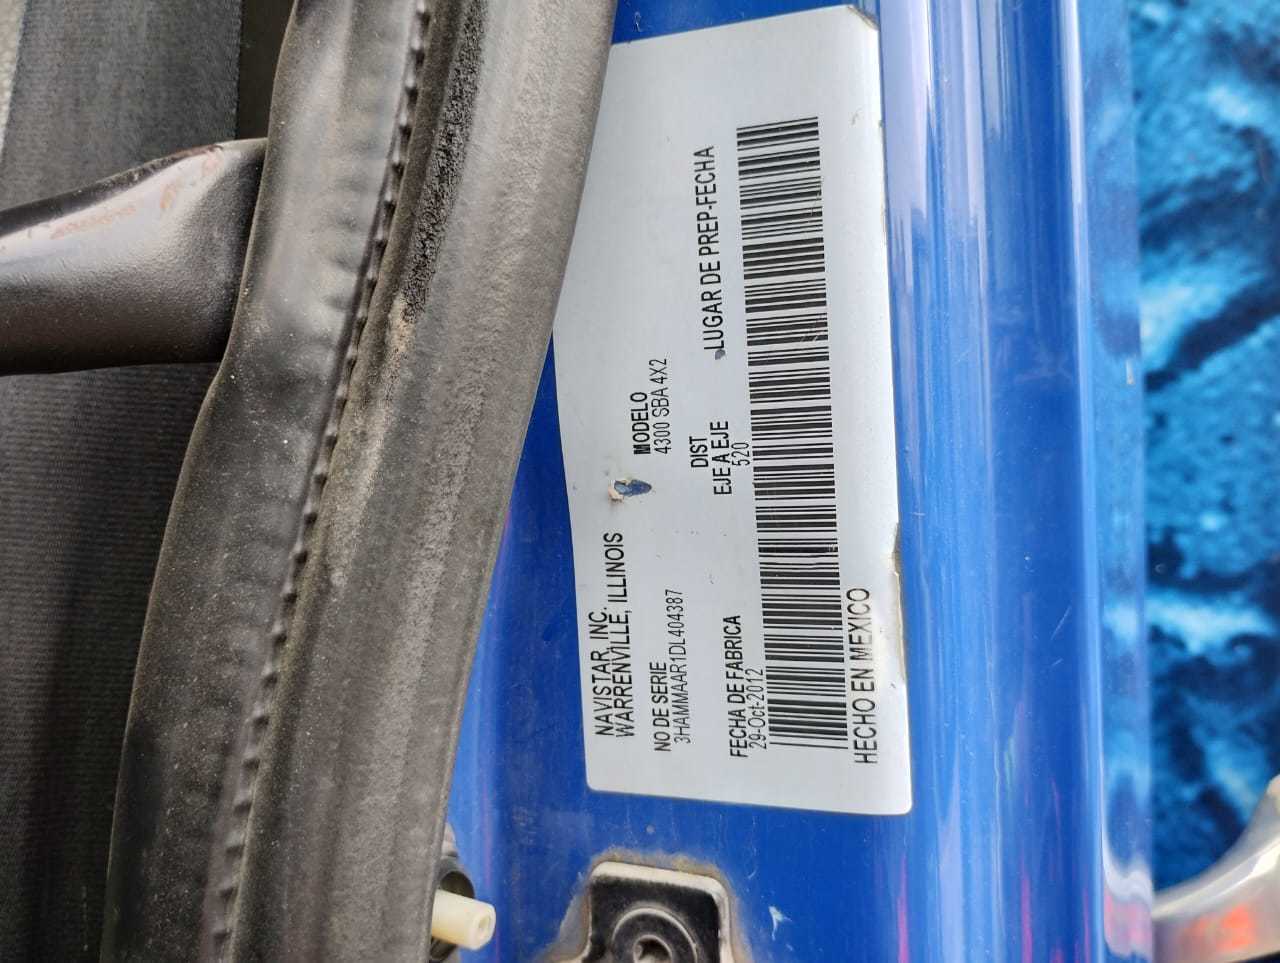 NAVISTAR, INC.
WARRENVILLE, ILLINOIS
NO DE SERIE
3HAMMAAR1DL404387
MODELO
4300 SBA 4X2
FECHA DE FABRICA
29-Oct-2012
DIST
EJE A EJE
520
LUGAR DE PREP-FECHA
HECHO EN MEXICO